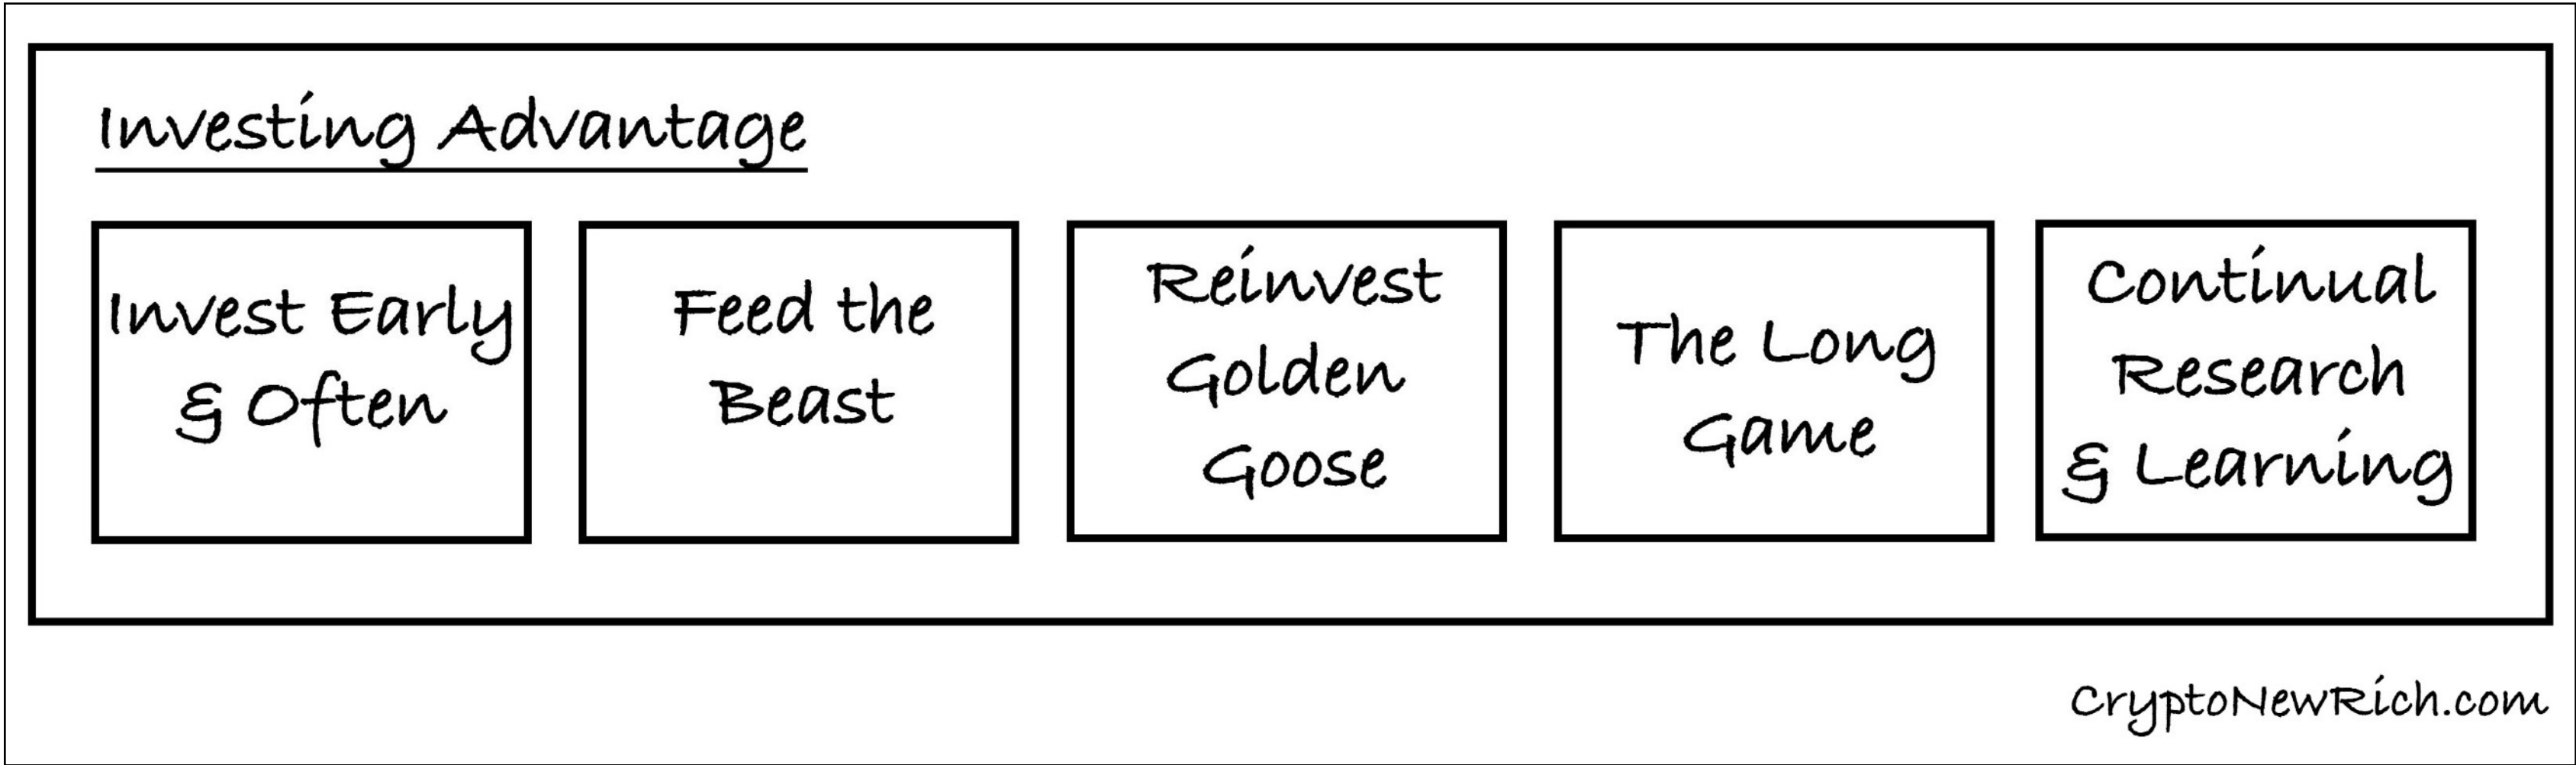 Investing Advantage
Invest Early
& Often
Feed the
Beast
Reinvest
Golden
Goose
The Long
Game
Continual
Research
& Learning
CryptoNewRich.com